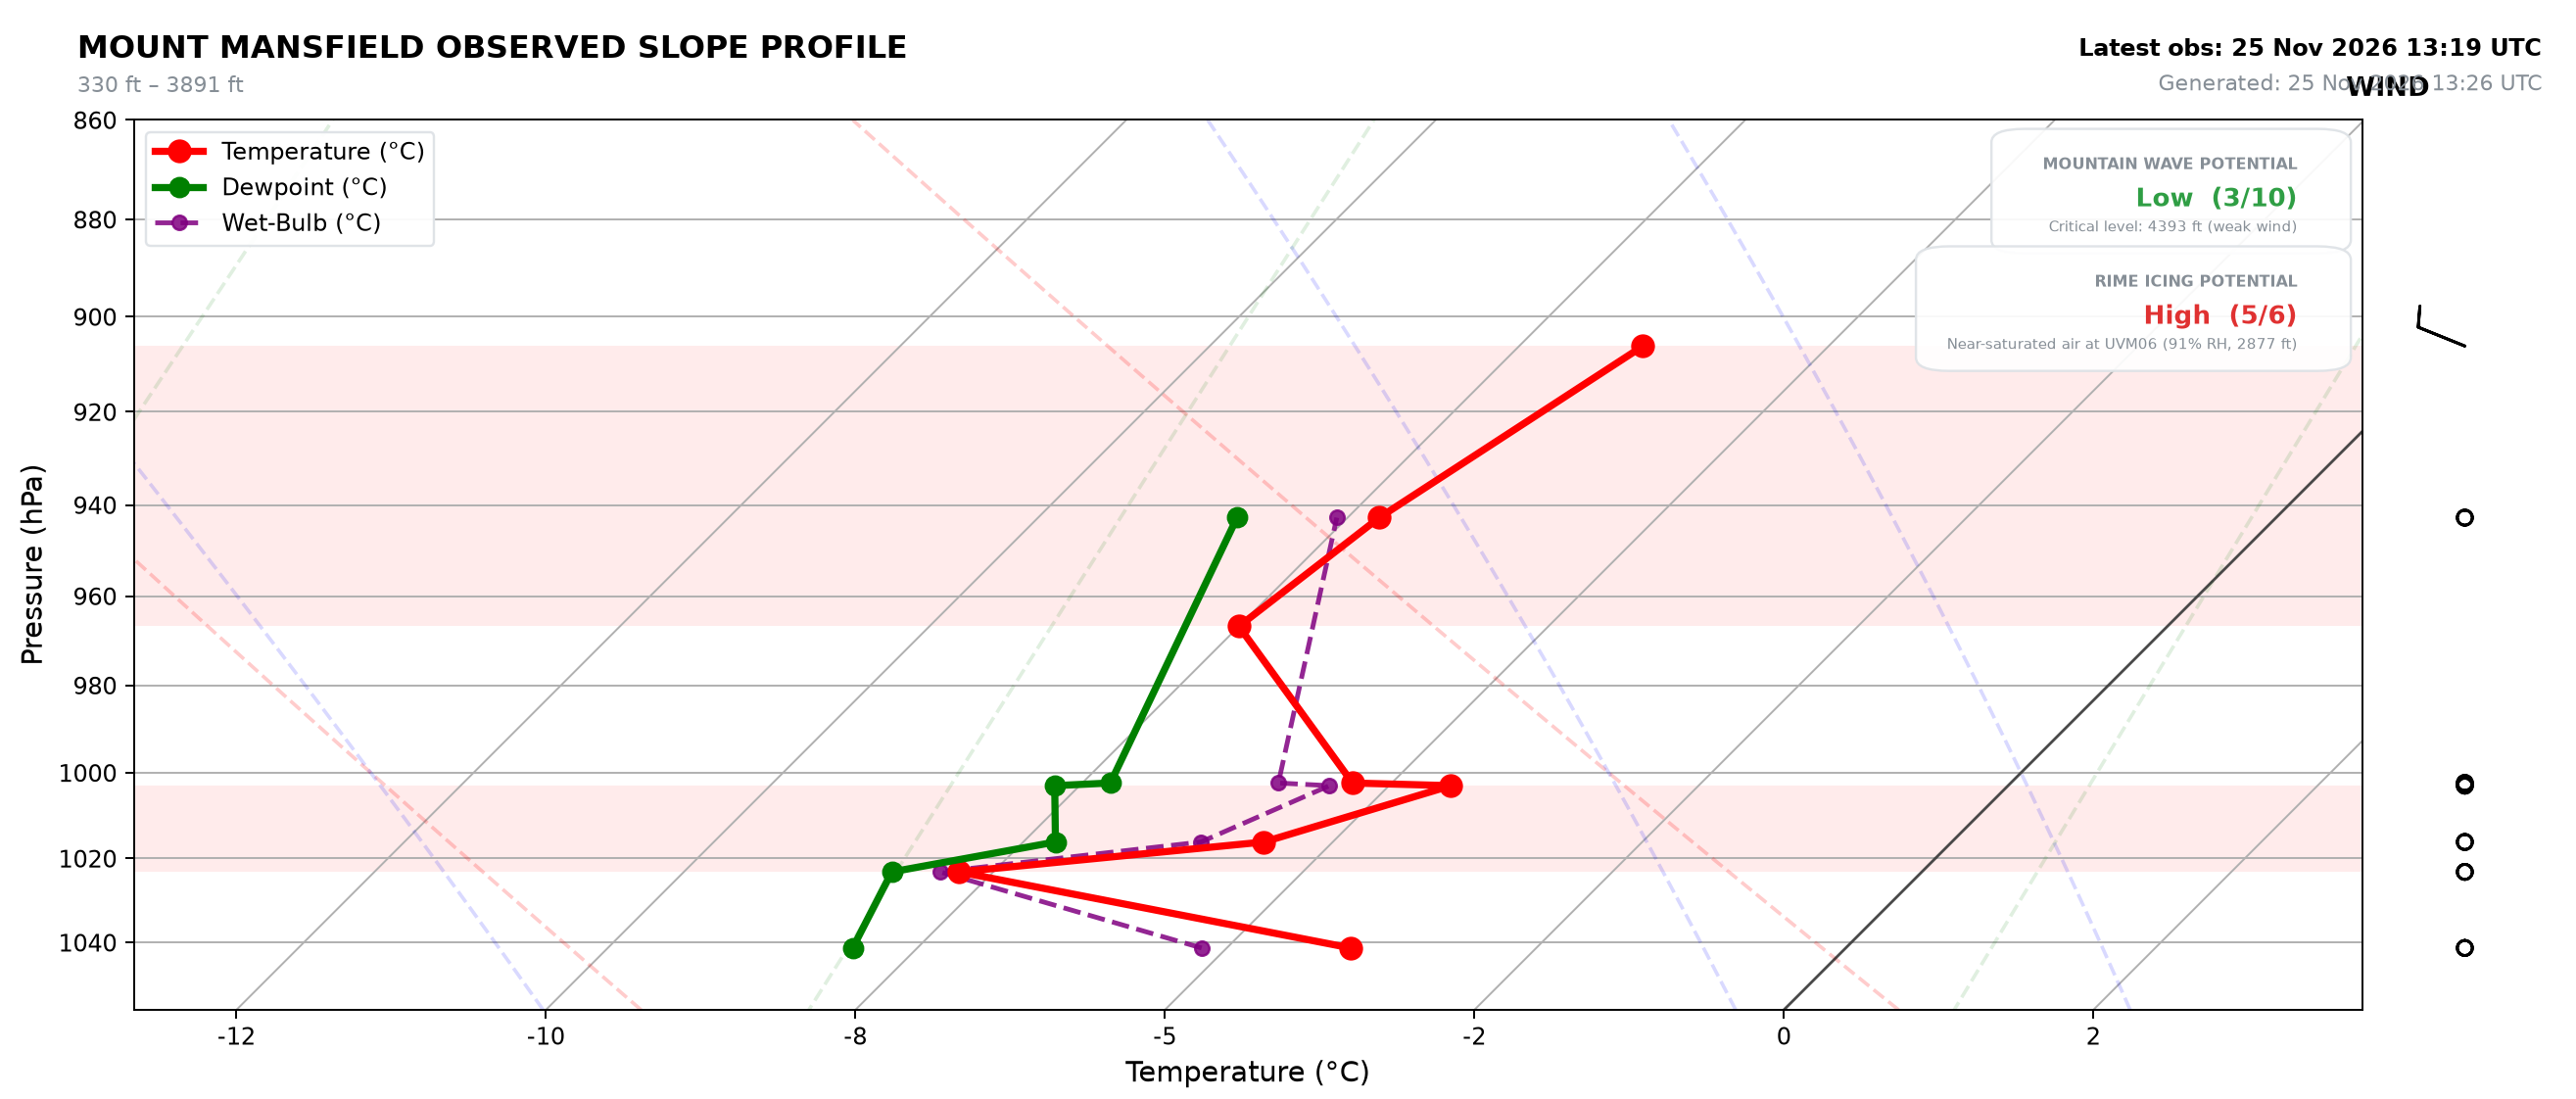 MOUNT MANSFIELD OBSERVED SLOPE PROFILE
330 ft – 3891 ft
Latest obs: 25 Nov 2026 13:19 UTC
Generated: 25 Nov 2026 13:26 UTC
WIND
Temperature (°C)
Dewpoint (°C)
Wet-Bulb (°C)
MOUNTAIN WAVE POTENTIAL
Low (3/10)
Critical level: 4393 ft (weak wind)
RIME ICING POTENTIAL
High (5/6)
Near-saturated air at UVM06 (91% RH, 2877 ft)
Pressure (hPa)
860
880
900
920
940
960
980
1000
1020
1040
-12
-10
-8
-5
-2
0
2
Temperature (°C)